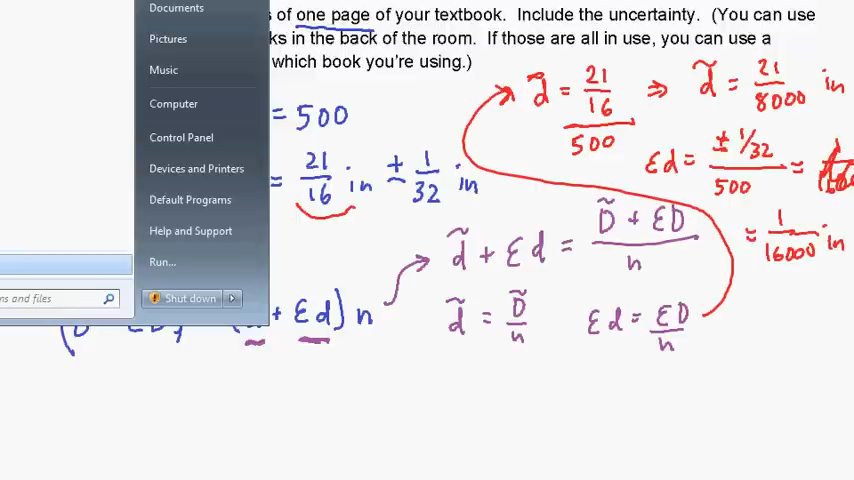 Documents
Pictures
Music
Computer
Control Panel
Devices and Printers
Default Programs
Help and Support
Run...
ms and files
Shut down
s of one page of your textbook. Include the uncertainty. (You can use
ks in the back of the room. If those are all in use, you can use a
which book you're using.)
= 500
= 21/16 in ± 1/32 in
d̃ = (21/16)/500 ⇒ d̃ = 21/8000 in
εd = (± 1/32)/500 ≈
≈ 1/16000 in
d̃ + εd = (D̃ + εD)/n
+ εd) n
d̃ = D̃/n εd = εD/n